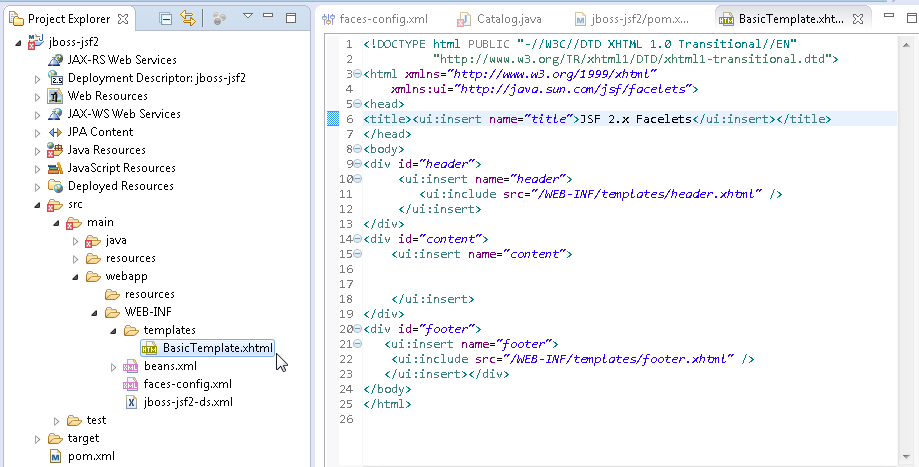 Project Explorer
jboss-jsf2
JAX-RS Web Services
Deployment Descriptor: jboss-jsf2
Web Resources
JAX-WS Web Services
JPA Content
Java Resources
JavaScript Resources
Deployed Resources
src
main
java
resources
webapp
resources
WEB-INF
templates
BasicTemplate.xhtml
beans.xml
faces-config.xml
jboss-jsf2-ds.xml
test
target
pom.xml
faces-config.xml Catalog.java jboss-jsf2/pom.x... BasicTemplate.xht...
1 <!DOCTYPE html PUBLIC "-//W3C//DTD XHTML 1.0 Transitional//EN"
2 "http://www.w3.org/TR/xhtml1/DTD/xhtml1-transitional.dtd">
3 <html xmlns="http://www.w3.org/1999/xhtml"
4 xmlns:ui="http://java.sun.com/jsf/facelets">
5 <head>
6 <title><ui:insert name="title">JSF 2.x Facelets</ui:insert></title>
7 </head>
8 <body>
9 <div id="header">
10 <ui:insert name="header">
11 <ui:include src="/WEB-INF/templates/header.xhtml" />
12 </ui:insert>
13 </div>
14 <div id="content">
15 <ui:insert name="content">
16
17
18 </ui:insert>
19 </div>
20 <div id="footer">
21 <ui:insert name="footer">
22 <ui:include src="/WEB-INF/templates/footer.xhtml" />
23 </ui:insert></div>
24 </body>
25 </html>
26